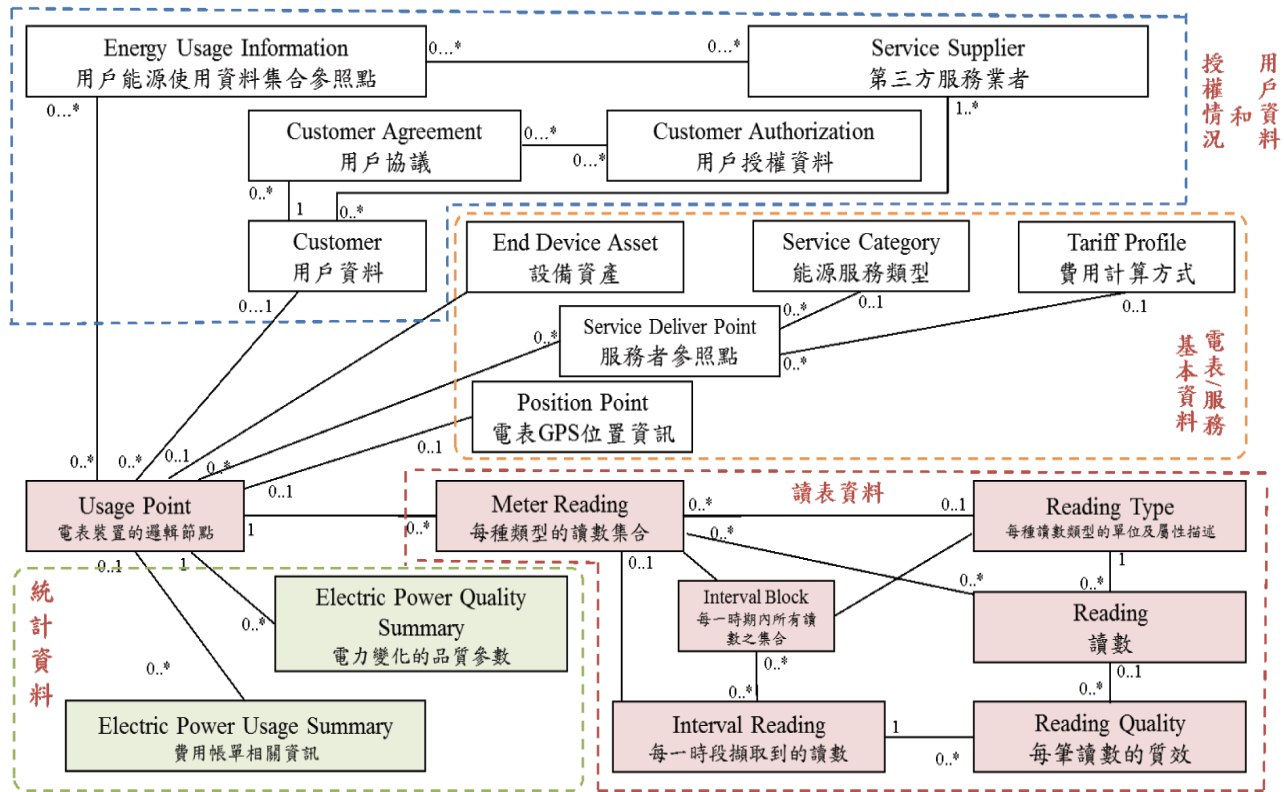 Energy Usage Information
用戶能源使用資料集合參照點
0...*
0...*
Service Supplier
第三方服務業者
用戶資料
和
授權情況
0...*
1..*
Customer Agreement
用戶協議
0...*
0...*
Customer Authorization
用戶授權資料
0..*
1
0..*
Customer
用戶資料
End Device Asset
設備資產
Service Category
能源服務類型
Tariff Profile
費用計算方式
0...1
0..*
0..1
0..1
0..*
Service Deliver Point
服務者參照點
0..*
電表/服務
基本資料
Position Point
電表GPS位置資訊
0..1
0..*
0..*
0..1
0..*
0..1
Usage Point
電表裝置的邏輯節點
1
0..*
Meter Reading
每種類型的讀數集合
讀表資料
0..*
0..1
0..*
Reading Type
每種讀數類型的單位及屬性描述
0..1
1
0..1
1
Interval Block
每一時期內所有讀數之集合
0..*
0..*
Reading
讀數
統計資料
Electric Power Quality
Summary
電力變化的品質參數
0..*
0..*
0..*
0..*
0..1
0..*
Electric Power Usage Summary
費用帳單相關資訊
Interval Reading
每一時段擷取到的讀數
1
0..*
Reading Quality
每筆讀數的質效